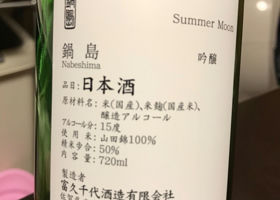 鍋島
Summer Moon
鍋島
Nabeshima
吟醸
品目:日本酒
原材料名:米(国産)、米麹(国産米)、
醸造アルコール
アルコール分:15度
使用米:山田錦100%
精米歩合:50%
内容量:720ml
製造者
富久千代酒造有限会社